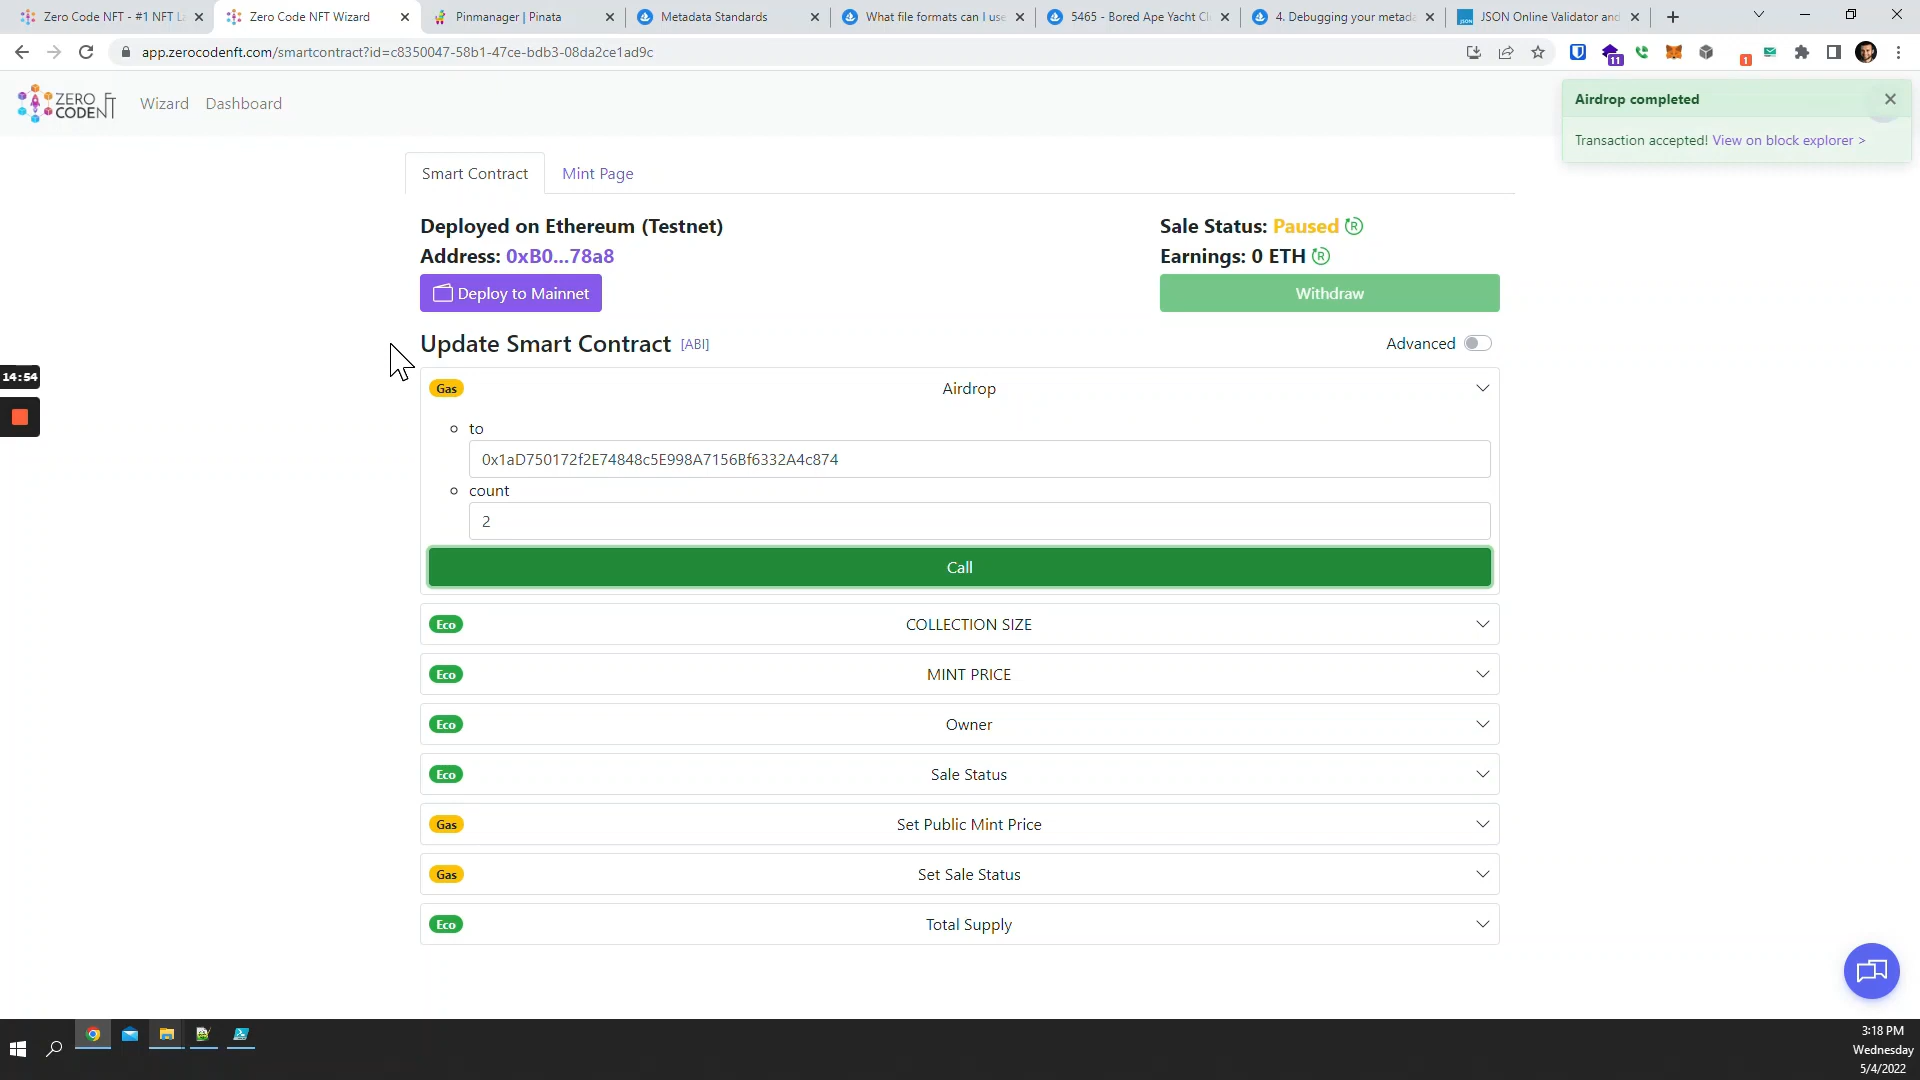 Zero Code NFT - #1 NFT La
Zero Code NFT Wizard
Pinmanager | Pinata
Metadata Standards
What file formats can I use
5465 - Bored Ape Yacht Cl
4. Debugging your metada
JSON Online Validator and
app.zerocodenft.com/smartcontract?id=c8350047-58b1-47ce-bdb3-08da2ce1ad9c
11
1
ZERO
CODENFT
Wizard
Dashboard
Airdrop completed
Transaction accepted! View on block explorer >
Smart Contract
Mint Page
Deployed on Ethereum (Testnet)
Address: 0xB0...78a8
Deploy to Mainnet
Sale Status: Paused
Earnings: 0 ETH
Withdraw
Update Smart Contract [ABI]
Advanced
14:54
Gas
Airdrop
to
0x1aD750172f2E74848c5E998A7156Bf6332A4c874
count
2
Call
Eco
COLLECTION SIZE
Eco
MINT PRICE
Eco
Owner
Eco
Sale Status
Gas
Set Public Mint Price
Gas
Set Sale Status
Eco
Total Supply
3:18 PM
Wednesday
5/4/2022